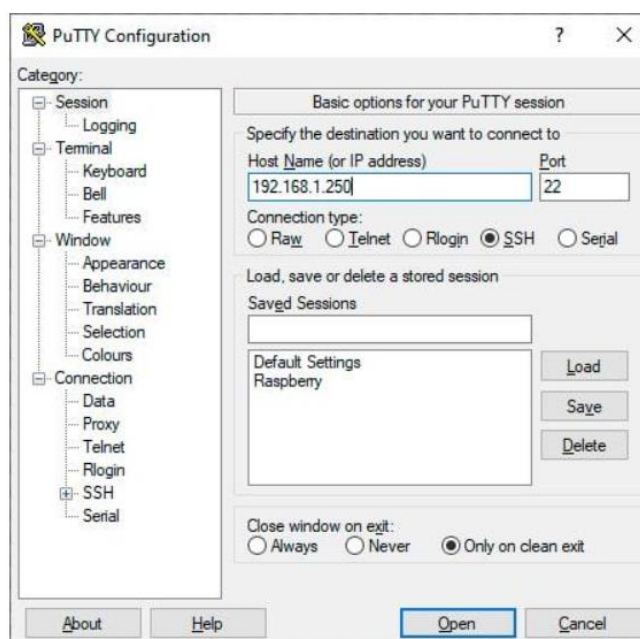 PuTTY Configuration
?
Category:
Session
Logging
Terminal
Keyboard
Bell
Features
Window
Appearance
Behaviour
Translation
Selection
Colours
Connection
Data
Proxy
Telnet
Rlogin
SSH
Serial
Basic options for your PuTTY session
Specify the destination you want to connect to
Host Name (or IP address) Port
192.168.1.250 22
Connection type:
Raw Telnet Rlogin SSH Serial
Load, save or delete a stored session
Saved Sessions
Default Settings
Raspberry
Load
Save
Delete
Close window on exit:
Always Never Only on clean exit
About Help Open Cancel